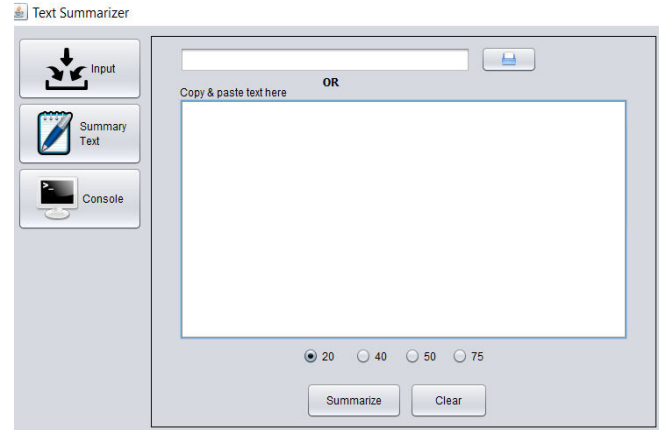 Text Summarizer
Input
OR
Copy & paste text here
Summary
Text
>_
Console
20 40 50 75
Summarize Clear